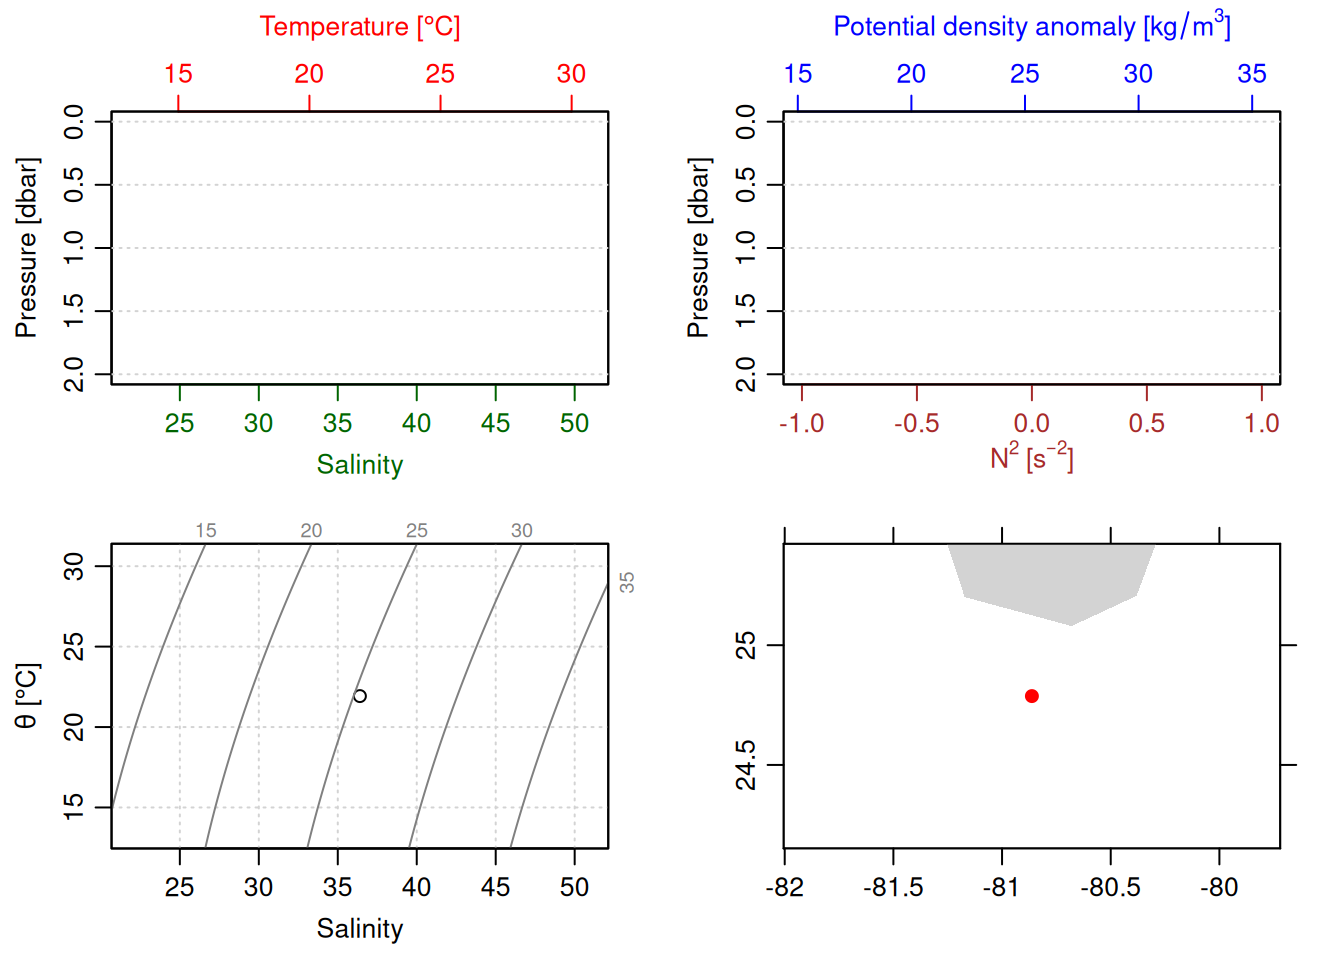 Temperature [°C]
15 20 25 30
Pressure [dbar]
0.0 0.5 1.0 1.5 2.0
25 30 35 40 45 50
Salinity
Potential density anomaly [kg/m³]
15 20 25 30 35
Pressure [dbar]
0.0 0.5 1.0 1.5 2.0
-1.0 -0.5 0.0 0.5 1.0
N² [s⁻²]
15 20 25 30
35
θ [°C]
30 25 20 15
25 30 35 40 45 50
Salinity
25
24.5
-82 -81.5 -81 -80.5 -80